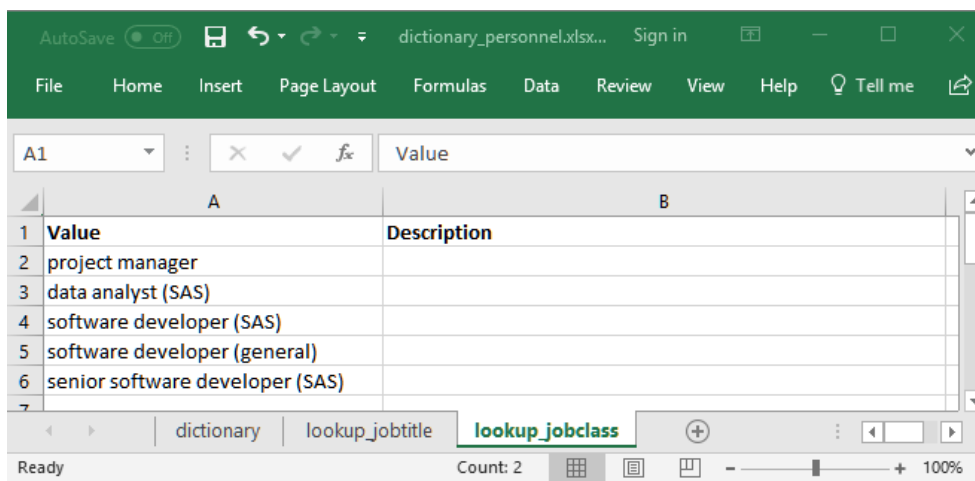 AutoSave Off dictionary_personnel.xlsx... Sign in
File Home Insert Page Layout Formulas Data Review View Help Tell me
A1 fx Value
A B
1 Value Description
2 project manager
3 data analyst (SAS)
4 software developer (SAS)
5 software developer (general)
6 senior software developer (SAS)
7
dictionary lookup_jobtitle lookup_jobclass
Ready Count: 2 100%